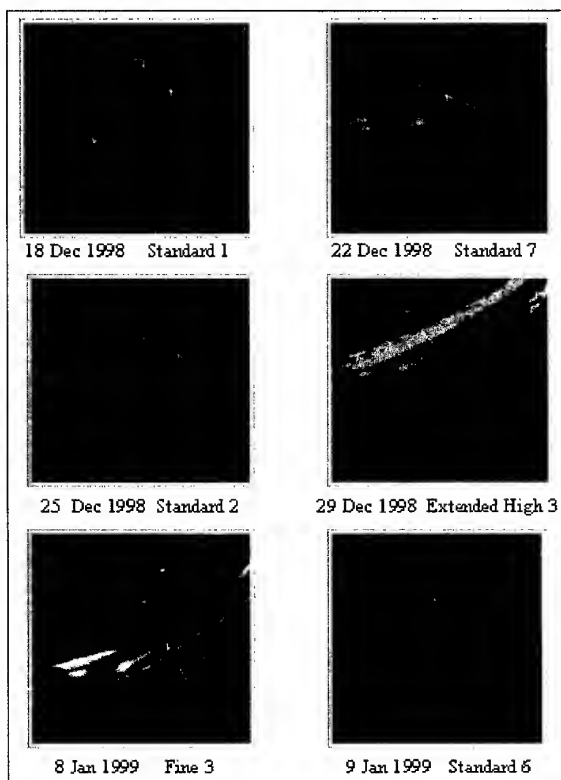 18 Dec 1998 Standard 1
22 Dec 1998 Standard 7
25 Dec 1998 Standard 2
29 Dec 1998 Extended High 3
8 Jan 1999 Fine 3
9 Jan 1999 Standard 6